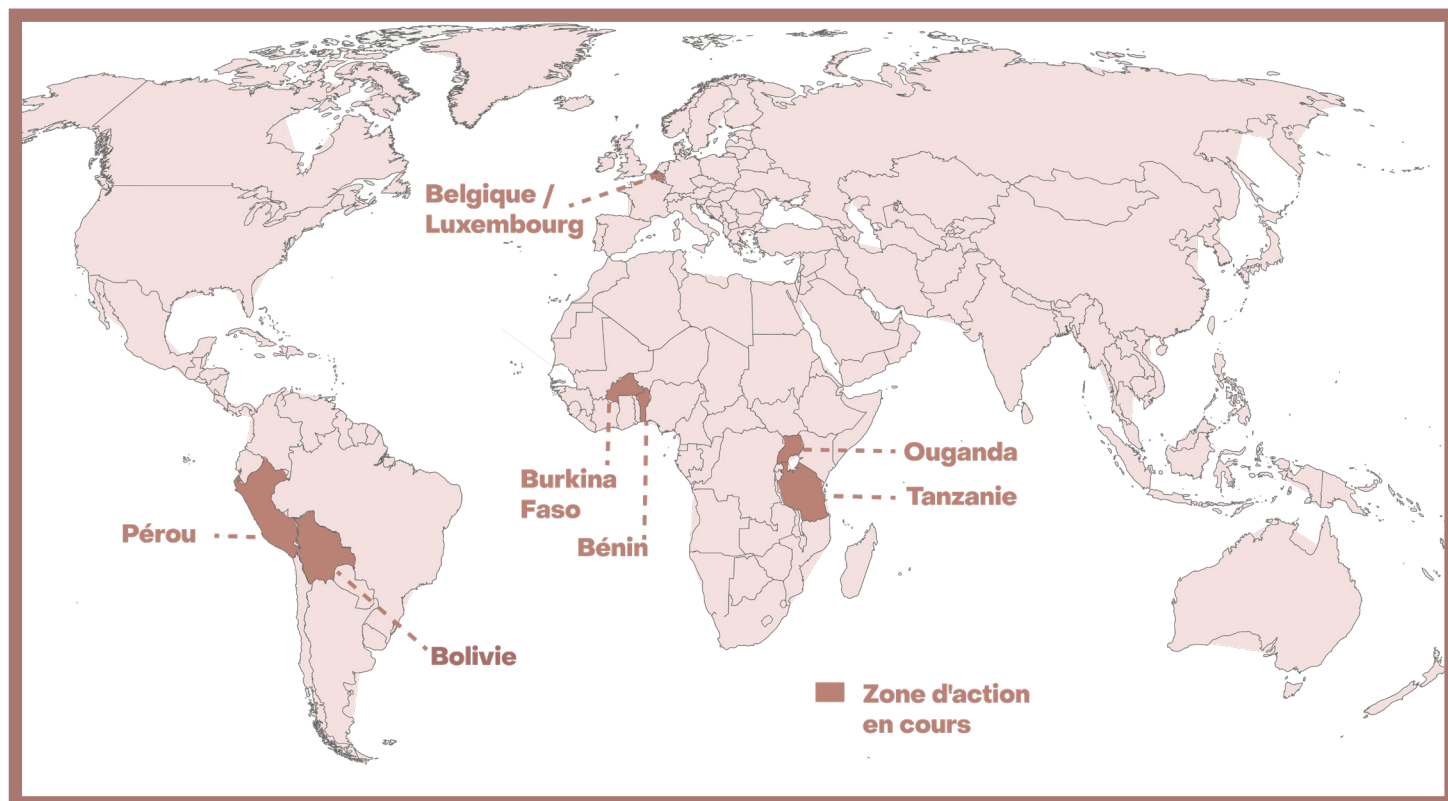 Belgique /
Luxembourg
Burkina
Faso
Bénin
Ouganda
Tanzanie
Pérou
Bolivie
Zone d'action
en cours